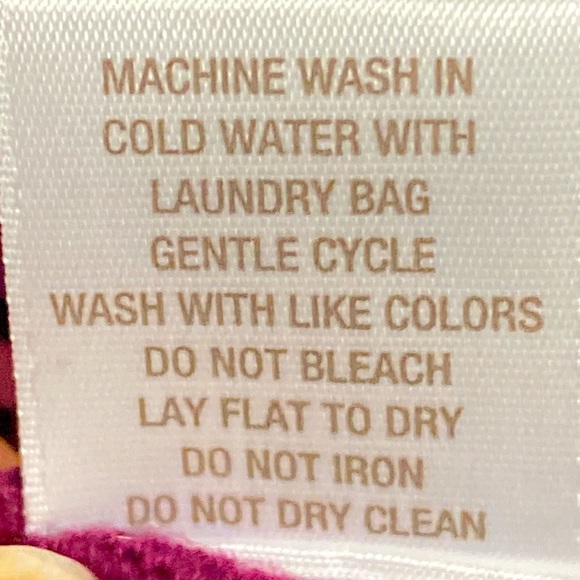 MACHINE WASH IN
COLD WATER WITH
LAUNDRY BAG
GENTLE CYCLE
WASH WITH LIKE COLORS
DO NOT BLEACH
LAY FLAT TO DRY
DO NOT IRON
DO NOT DRY CLEAN